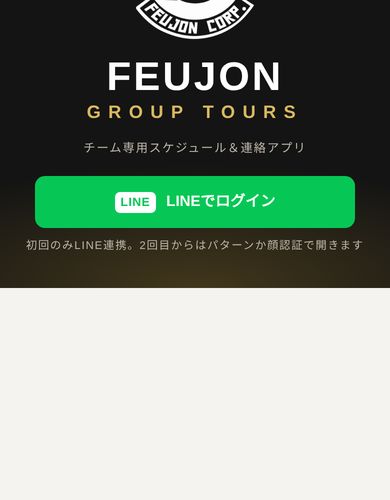 FEUJON CORP.
FEUJON
GROUP TOURS
チーム専用スケジュール＆連絡アプリ
LINE LINEでログイン
初回のみLINE連携。2回目からはパターンか顔認証で開きます